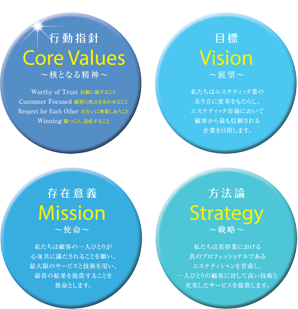 行動指針
Core Values
～核となる精神～
Worthy of Trust 信頼に値すること
Customer Focused 顧客に焦点をあわせること
Respect for Each Other お互いに尊敬しあうこと
Winning 勝つこと、達成すること
目標
Vision
～展望～
私たちはエステティック業の
在り方に変革をもたらし、
エステティック市場において
顧客から最も信頼される
企業を目指します。
存在意義
Mission
～使命～
私たちは顧客の一人ひとりが
心身共に満たされることを願い、
最大限のサービスと技術を用い、
最善の結果を提供することを
使命とします。
方法論
Strategy
～戦略～
私たちは美容業における
真のプロフェッショナルである
エステティシャンを育成し、
一人ひとりの顧客に対して高い技術と
充実したサービスを提供します。